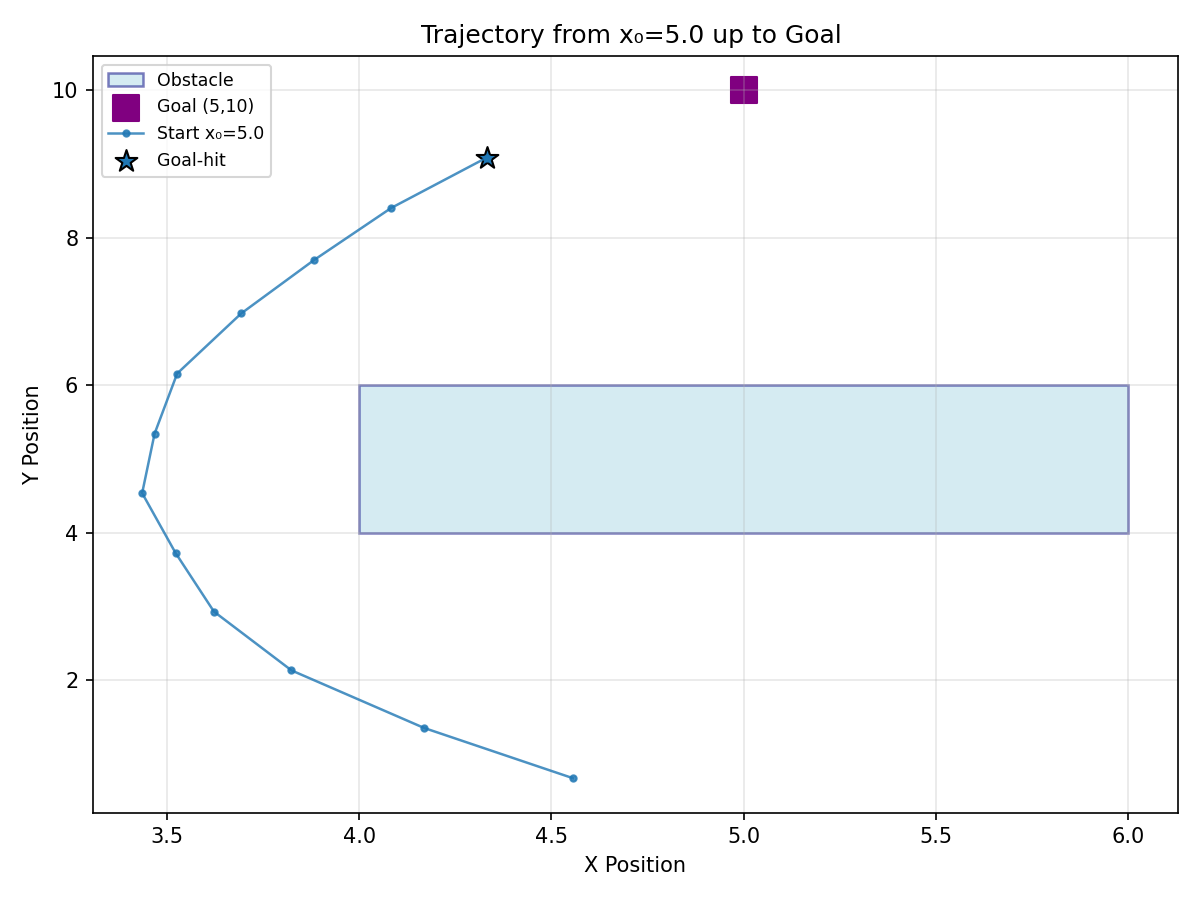 Trajectory from x₀=5.0 up to Goal
Obstacle
Goal (5,10)
Start x₀=5.0
Goal-hit
Y Position
10
8
6
4
2
3.5 4.0 4.5 5.0 5.5 6.0
X Position